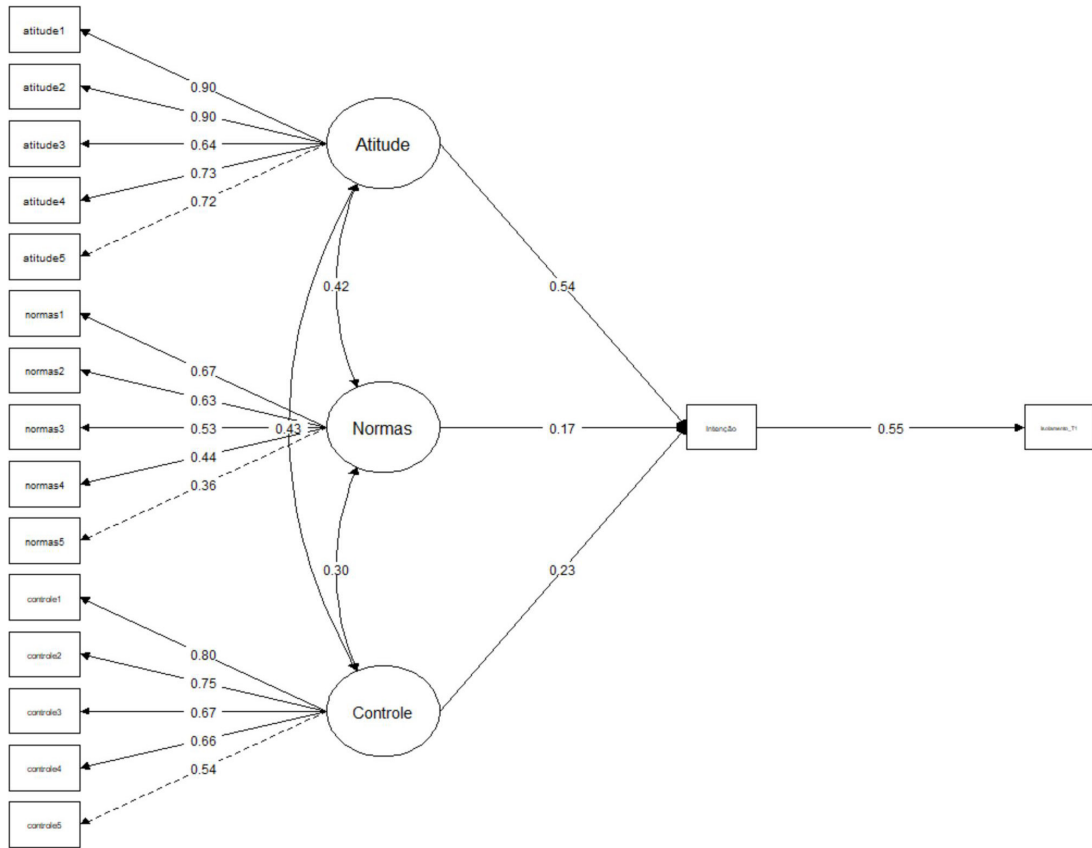 atitude1
atitude2
atitude3
atitude4
atitude5
normas1
normas2
normas3
normas4
normas5
controle1
controle2
controle3
controle4
controle5
0.90
0.90
0.64
0.73
0.72
0.67
0.63
0.53
0.44
0.36
0.80
0.75
0.67
0.66
0.54
Atitude
Normas
Controle
0.42
0.43
0.30
0.54
0.17
0.23
Intenção
0.55
Isolamento_T1